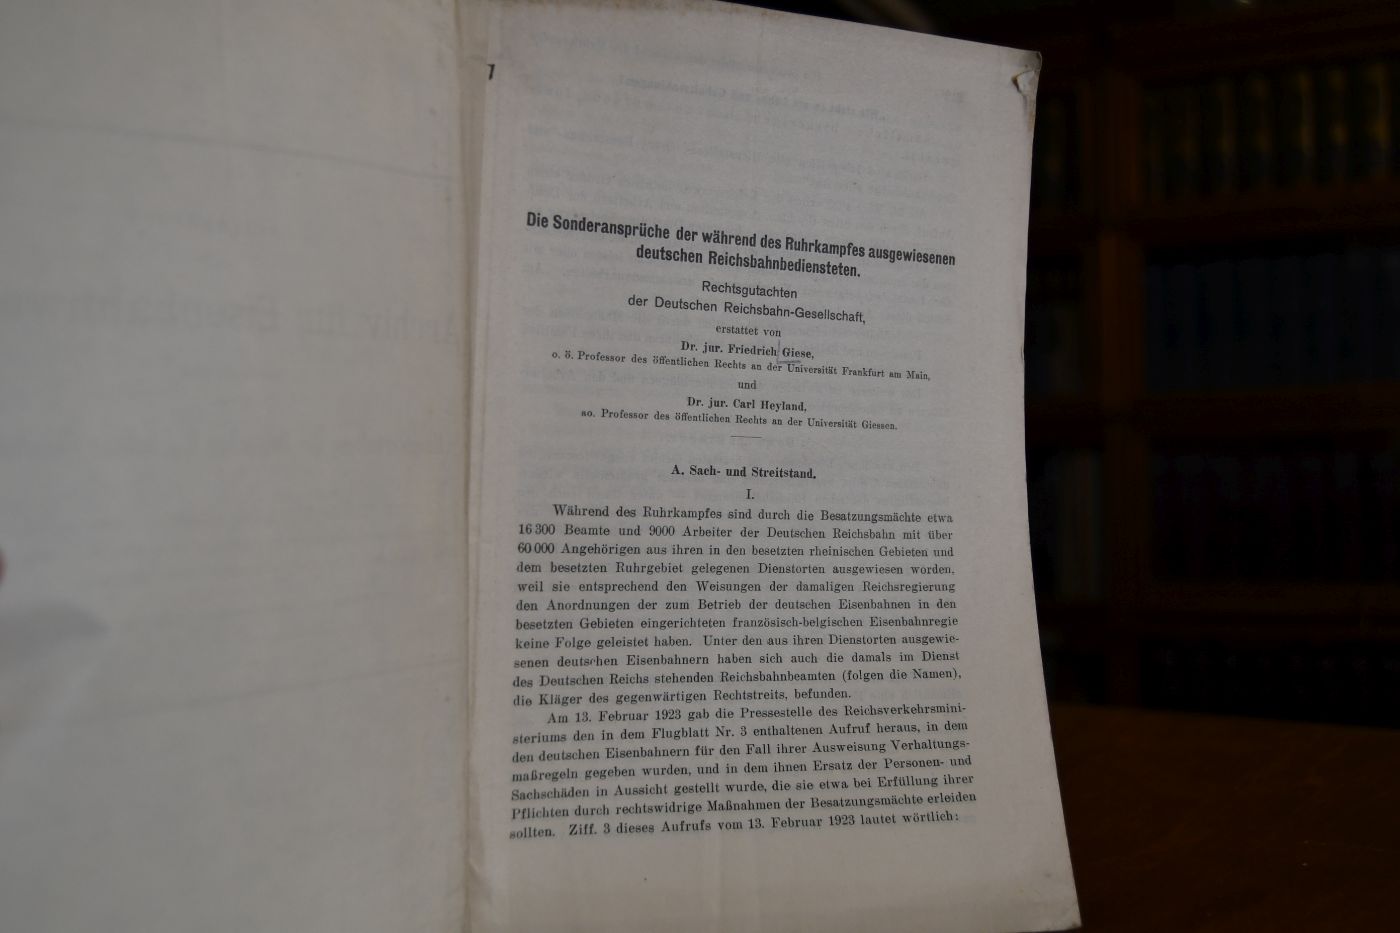 Die Sonderansprüche der während des Ruhrkampfes ausgewiesenen
deutschen Reichsbahnbediensteten.
Rechtsgutachten
der Deutschen Reichsbahn-Gesellschaft,
erstattet von
Dr. jur. Friedrich Giese,
o. ö. Professor des öffentlichen Rechts an der Universität Frankfurt am Main,
und
Dr. jur. Carl Heyland,
ao. Professor des öffentlichen Rechts an der Universität Giessen.
A. Sach- und Streitstand.
I.
Während des Ruhrkampfes sind durch die Besatzungsmächte etwa
16 300 Beamte und 9000 Arbeiter der Deutschen Reichsbahn mit über
60 000 Angehörigen aus ihren in den besetzten rheinischen Gebieten und
dem besetzten Ruhrgebiet gelegenen Dienstorten ausgewiesen worden,
weil sie entsprechend den Weisungen der damaligen Reichsregierung
den Anordnungen der zum Betrieb der deutschen Eisenbahnen in den
besetzten Gebieten eingerichteten französisch-belgischen Eisenbahnregie
keine Folge geleistet haben. Unter den aus ihren Dienstorten ausgewie-
senen deutschen Eisenbahnern haben sich auch die damals im Dienst
des Deutschen Reichs stehenden Reichsbahnbeamten (folgen die Namen),
die Kläger des gegenwärtigen Rechtstreits, befunden.
Am 13. Februar 1923 gab die Pressestelle des Reichsverkehrsmini-
steriums den in dem Flugblatt Nr. 3 enthaltenen Aufruf heraus, in dem
den deutschen Eisenbahnern für den Fall ihrer Ausweisung Verhaltungs-
maßregeln gegeben wurden, und in dem ihnen Ersatz der Personen- und
Sachschäden in Aussicht gestellt wurde, die sie etwa bei Erfüllung ihrer
Pflichten durch rechtswidrige Maßnahmen der Besatzungsmächte erleiden
sollten. Ziff. 3 dieses Aufrufs vom 13. Februar 1923 lautet wörtlich: